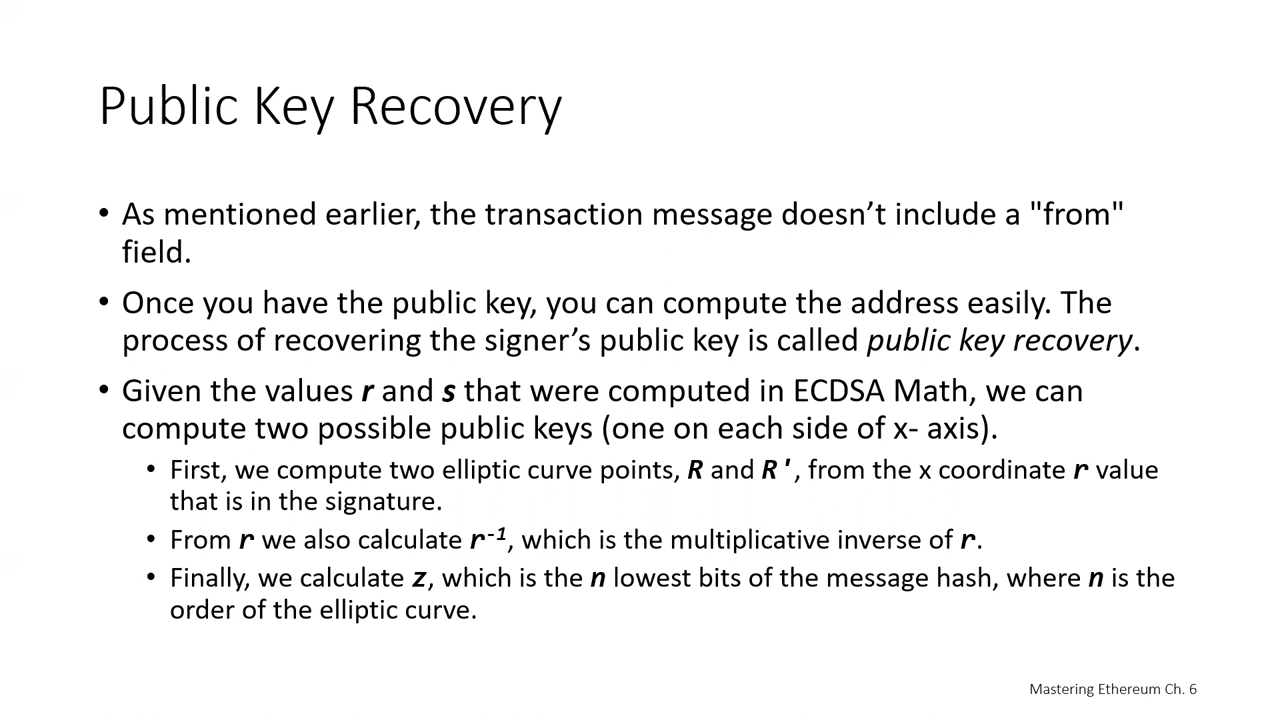 Public Key Recovery
• As mentioned earlier, the transaction message doesn’t include a "from"
field.
• Once you have the public key, you can compute the address easily. The
process of recovering the signer’s public key is called public key recovery.
• Given the values r and s that were computed in ECDSA Math, we can
compute two possible public keys (one on each side of x- axis).
• First, we compute two elliptic curve points, R and R', from the x coordinate r value
that is in the signature.
• From r we also calculate r⁻¹, which is the multiplicative inverse of r.
• Finally, we calculate z, which is the n lowest bits of the message hash, where n is the
order of the elliptic curve.
Mastering Ethereum Ch. 6